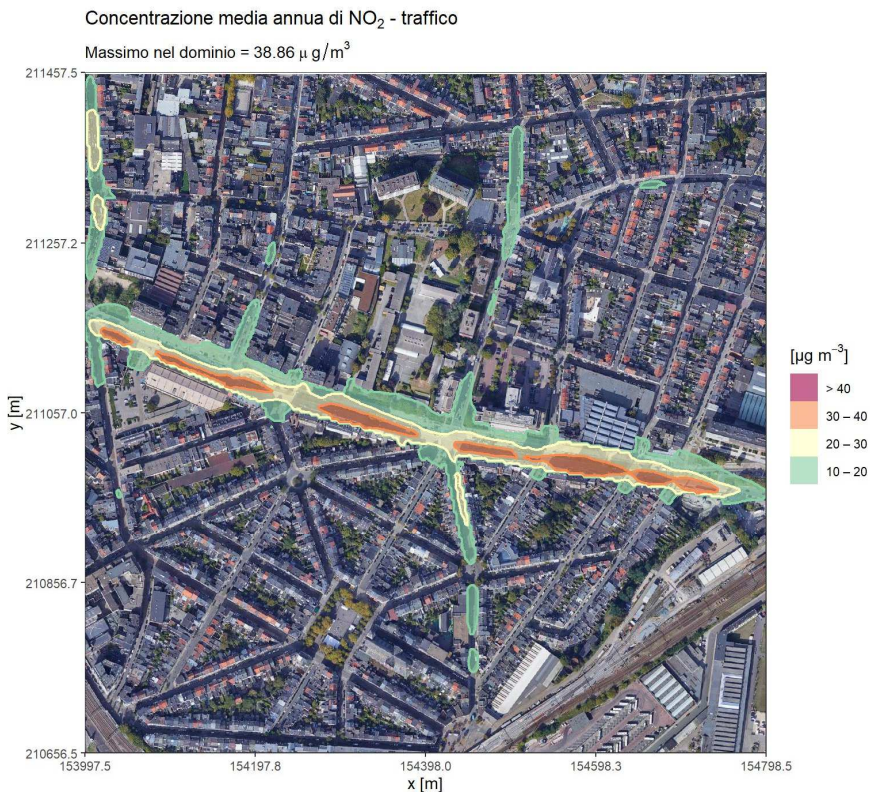 Concentrazione media annua di NO₂ - traffico
Massimo nel dominio = 38.86 μ g/m³
211457.5
211257.2
211057.0
210856.7
210656.5
y [m]
153997.5
154197.8
154398.0
154598.3
154798.5
x [m]
[μg m⁻³]
> 40
30 – 40
20 – 30
10 – 20